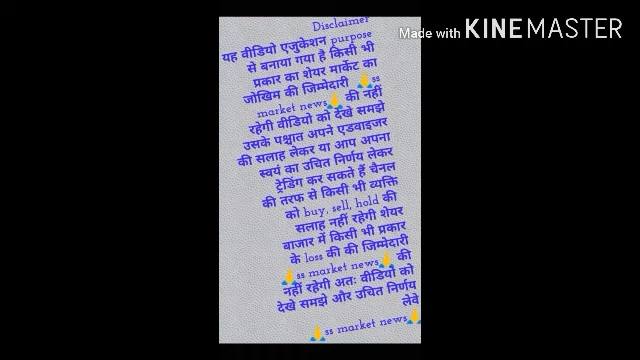 Made with KINEMASTER
Disclaimer
यह वीडियो एजुकेशन purpose
से बनाया गया है किसी भी
प्रकार का शेयर मार्केट का
जोखिम की जिम्मेदारी 🙏ss
market news🙏 की नहीं
रहेगी वीडियो को देखे समझे
उसके पश्चात अपने एडवाइजर
की सलाह लेकर या आप अपना
स्वयं का उचित निर्णय लेकर
ट्रेडिंग कर सकते हैं चैनल
की तरफ से किसी भी व्यक्ति
को buy, sell, hold की
सलाह नहीं रहेगी शेयर
बाजार में किसी भी प्रकार
के loss की की जिम्मेदारी
🙏ss market news🙏 की
नहीं रहेगी अतः वीडियो को
देखे समझे और उचित निर्णय
लेवे
🙏ss market news🙏